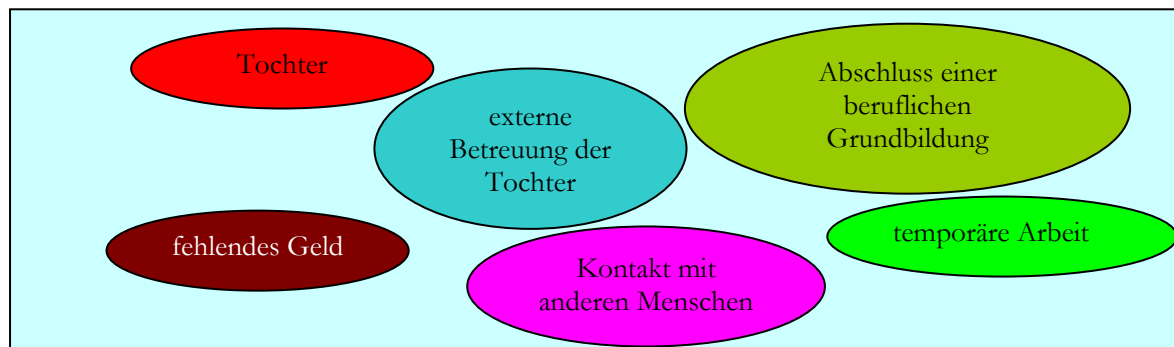 Tochter
externe
Betreuung der
Tochter
Abschluss einer
beruflichen
Grundbildung
fehlendes Geld
Kontakt mit
anderen Menschen
temporäre Arbeit